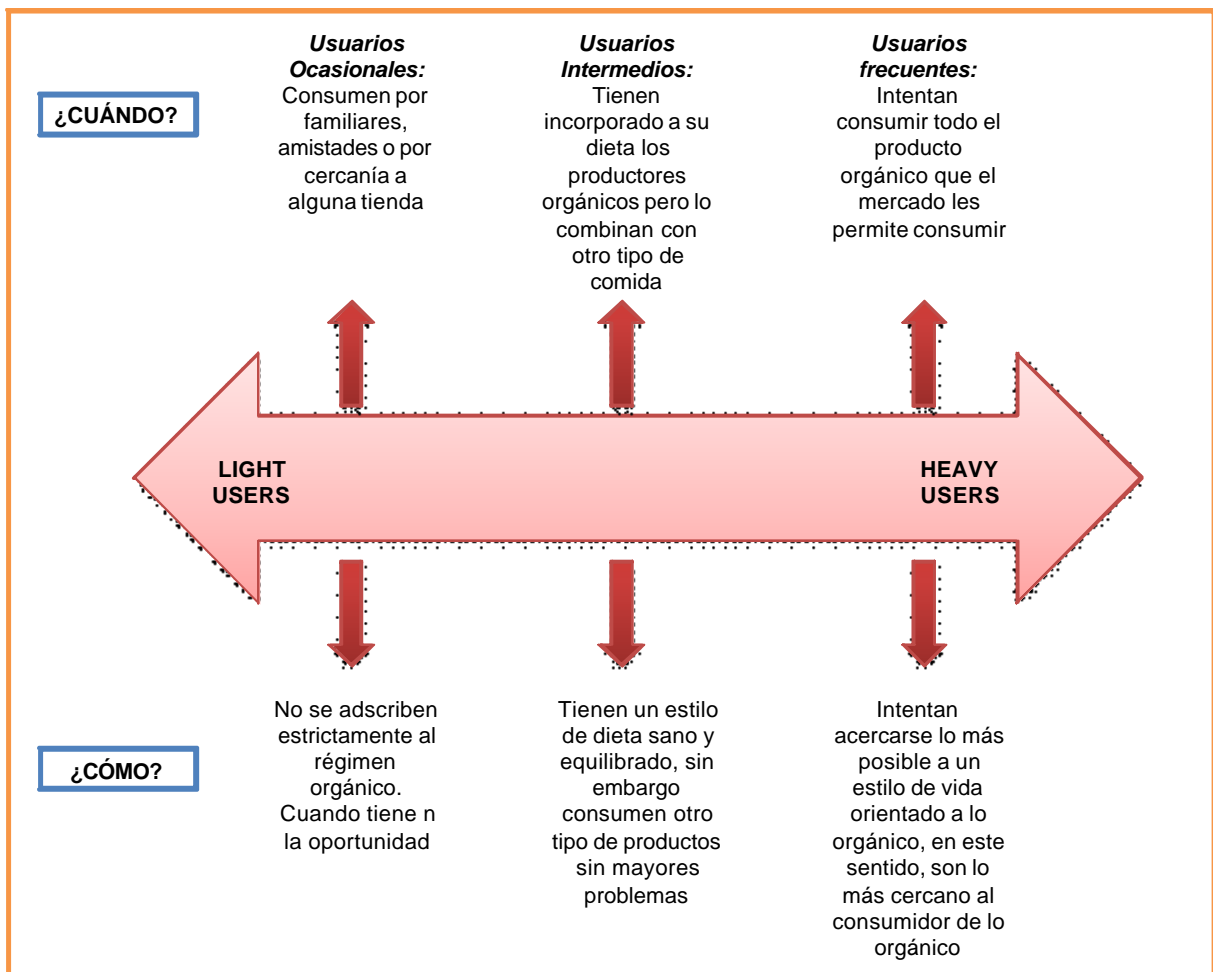 ¿CUÁNDO?
Usuarios
Ocasionales:
Consumen por
familiares,
amistades o por
cercanía a
alguna tienda
Usuarios
Intermedios:
Tienen
incorporado a su
dieta los
productores
orgánicos pero lo
combinan con
otro tipo de
comida
Usuarios
frecuentes:
Intentan
consumir todo el
producto
orgánico que el
mercado les
permite consumir
LIGHT
USERS
HEAVY
USERS
¿CÓMO?
No se adscriben
estrictamente al
régimen
orgánico.
Cuando tiene n
la oportunidad
Tienen un estilo
de dieta sano y
equilibrado, sin
embargo
consumen otro
tipo de productos
sin mayores
problemas
Intentan
acercarse lo más
posible a un
estilo de vida
orientado a lo
orgánico, en este
sentido, son lo
más cercano al
consumidor de lo
orgánico